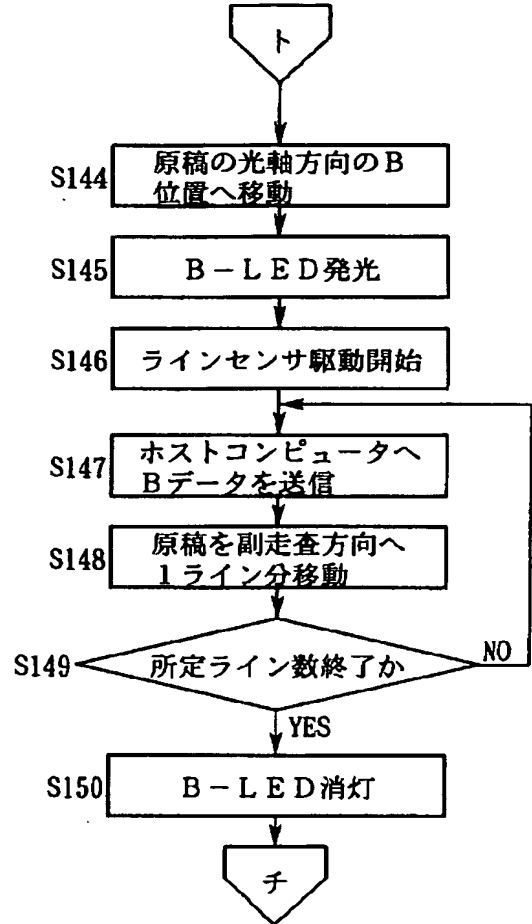 ト
S144
原稿の光軸方向のB
位置へ移動
S145
B－LED発光
S146
ラインセンサ駆動開始
S147
ホストコンピュータへ
Bデータを送信
S148
原稿を副走査方向へ
1ライン分移動
S149
所定ライン数終了か
NO
YES
S150
B－LED消灯
チ